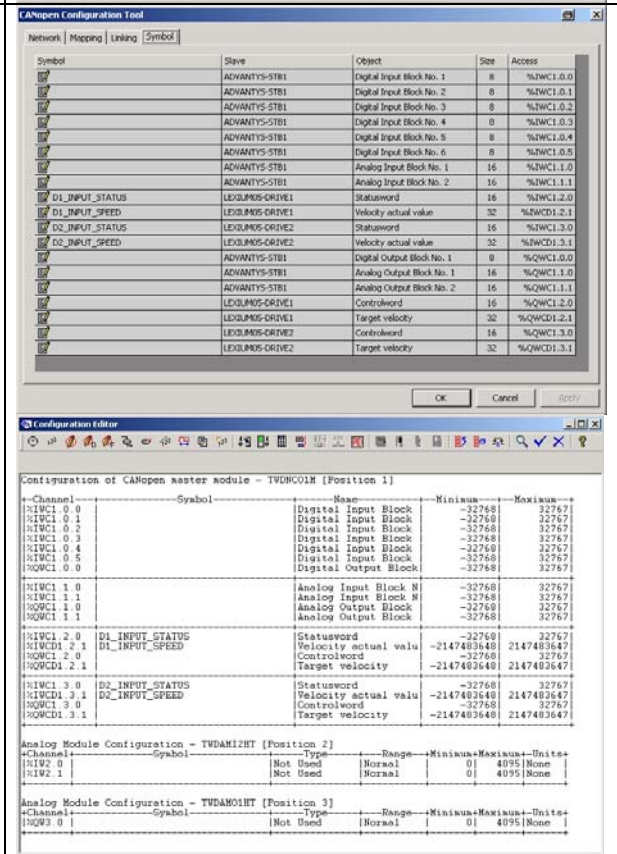 CANopen Configuration Tool
Network | Mapping | Linking | Symbol
Symbol Slave Object Size Access
ADVANTYS-STB1 Digital Input Block No. 1 8 %IWC1.0.0
ADVANTYS-STB1 Digital Input Block No. 2 8 %IWC1.0.1
ADVANTYS-STB1 Digital Input Block No. 3 8 %IWC1.0.2
ADVANTYS-STB1 Digital Input Block No. 4 8 %IWC1.0.3
ADVANTYS-STB1 Digital Input Block No. 5 8 %IWC1.0.4
ADVANTYS-STB1 Digital Input Block No. 6 8 %IWC1.0.5
ADVANTYS-STB1 Analog Input Block No. 1 16 %IWC1.1.0
ADVANTYS-STB1 Analog Input Block No. 2 16 %IWC1.1.1
D1_INPUT_STATUS LEXIUM05-DRIVE1 Statusword 16 %IWC1.2.0
D1_INPUT_SPEED LEXIUM05-DRIVE1 Velocity actual value 32 %IWCD1.2.1
D2_INPUT_STATUS LEXIUM05-DRIVE2 Statusword 16 %IWC1.3.0
D2_INPUT_SPEED LEXIUM05-DRIVE2 Velocity actual value 32 %IWCD1.3.1
ADVANTYS-STB1 Digital Output Block No. 1 8 %QWC1.0.0
ADVANTYS-STB1 Analog Output Block No. 1 16 %QWC1.1.0
ADVANTYS-STB1 Analog Output Block No. 2 16 %QWC1.1.1
LEXIUM05-DRIVE1 Controlword 16 %QWC1.2.0
LEXIUM05-DRIVE1 Target velocity 32 %QWCD1.2.1
LEXIUM05-DRIVE2 Controlword 16 %QWC1.3.0
LEXIUM05-DRIVE2 Target velocity 32 %QWCD1.3.1
OK Cancel Apply
Configuration Editor
Configuration of CANopen master module - TWDNCO1M [Position 1]
+-Channel-+-Symbol-+-Name-+-Minimum-+-Maximum-+
|%IWC1.0.0 | |Digital Input Block | -32768| 32767|
|%IWC1.0.1 | |Digital Input Block | -32768| 32767|
|%IWC1.0.2 | |Digital Input Block | -32768| 32767|
|%IWC1.0.3 | |Digital Input Block | -32768| 32767|
|%IWC1.0.4 | |Digital Input Block | -32768| 32767|
|%IWC1.0.5 | |Digital Input Block | -32768| 32767|
|%QWC1.0.0 | |Digital Output Block| -32768| 32767|
|%IWC1.1.0 | |Analog Input Block N| -32768| 32767|
|%IWC1.1.1 | |Analog Input Block N| -32768| 32767|
|%QWC1.1.0 | |Analog Output Block | -32768| 32767|
|%QWC1.1.1 | |Analog Output Block | -32768| 32767|
|%IWC1.2.0 |D1_INPUT_STATUS |Statusword | -32768| 32767|
|%IWCD1.2.1 |D1_INPUT_SPEED |Velocity actual valu| -2147483648| 2147483647|
|%QWC1.2.0 | |Controlword | -32768| 32767|
|%QWCD1.2.1 | |Target velocity | -2147483648| 2147483647|
|%IWC1.3.0 |D2_INPUT_STATUS |Statusword | -32768| 32767|
|%IWCD1.3.1 |D2_INPUT_SPEED |Velocity actual valu| -2147483648| 2147483647|
|%QWC1.3.0 | |Controlword | -32768| 32767|
|%QWCD1.3.1 | |Target velocity | -2147483648| 2147483647|
Analog Module Configuration - TWDAMI2HT [Position 2]
+Channel+-Symbol-+-Type-+-Range-+Minimum+Maximum+-Units+
|%IW2.0 | |Not Used |Normal | 0| 4095|None |
|%IW2.1 | |Not Used |Normal | 0| 4095|None |
Analog Module Configuration - TWDAMO1HT [Position 3]
+Channel+-Symbol-+-Type-+-Range-+Minimum+Maximum+-Units+
|%QW3.0 | |Not Used |Normal | 0| 4095|None |